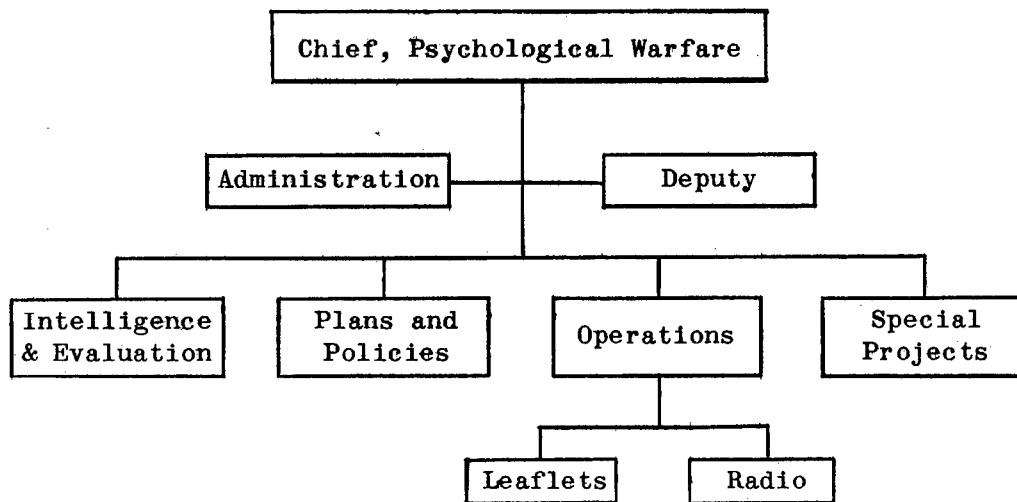 Chief, Psychological Warfare
Administration
Deputy
Intelligence
& Evaluation
Plans and
Policies
Operations
Special
Projects
Leaflets
Radio